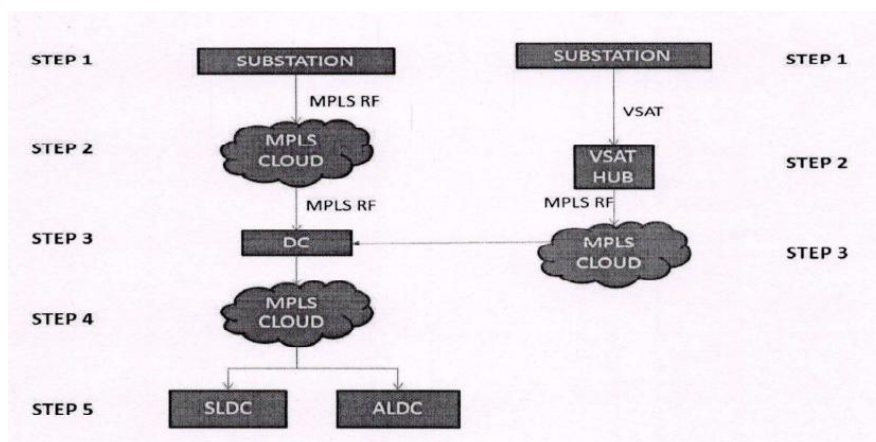 STEP 1
SUBSTATION
SUBSTATION
STEP 1
MPLS RF
VSAT
STEP 2
MPLS
CLOUD
VSAT
HUB
STEP 2
MPLS RF
MPLS RF
STEP 3
DC
MPLS
CLOUD
STEP 3
STEP 4
MPLS
CLOUD
STEP 5
SLDC
ALDC